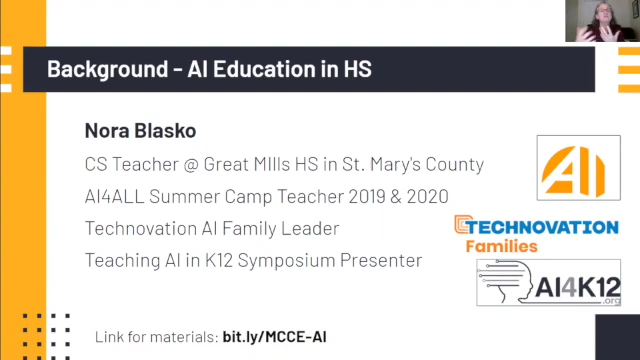 Background - AI Education in HS
Nora Blasko
CS Teacher @ Great MIlls HS in St. Mary's County
AI4ALL Summer Camp Teacher 2019 & 2020
Technovation AI Family Leader
Teaching AI in K12 Symposium Presenter
AI
TECHNOVATION
Families
AI4K12
.org
Link for materials: bit.ly/MCCE-AI